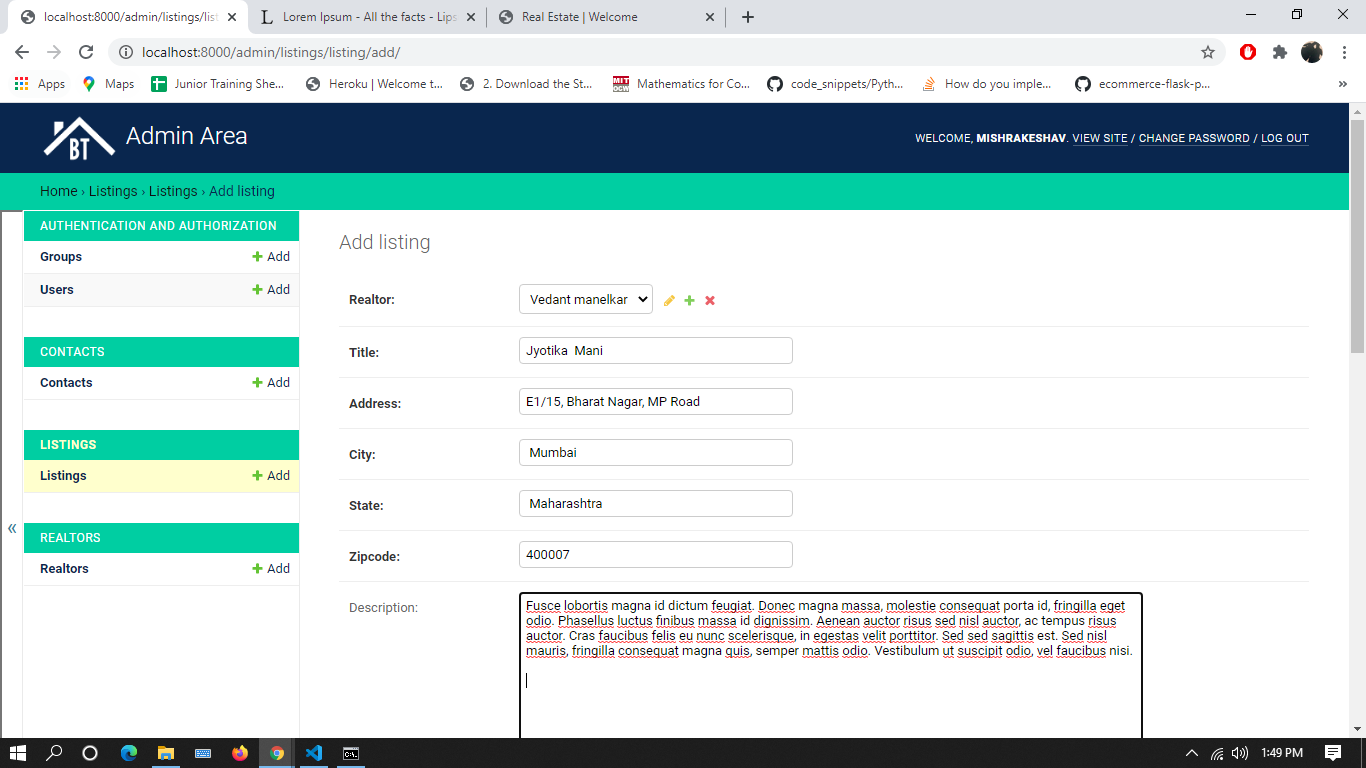 localhost:8000/admin/listings/list
Lorem Ipsum - All the facts - Lips
Real Estate | Welcome
localhost:8000/admin/listings/listing/add/
Apps
Maps
Junior Training She...
Heroku | Welcome t...
2. Download the St...
MIT OCW Mathematics for Co...
code_snippets/Pyth...
How do you imple...
ecommerce-flask-p...
»
BT Admin Area
WELCOME, MISHRAKESHAV. VIEW SITE / CHANGE PASSWORD / LOG OUT
Home › Listings › Listings › Add listing
AUTHENTICATION AND AUTHORIZATION
Groups + Add
Users + Add
CONTACTS
Contacts + Add
LISTINGS
Listings + Add
«
REALTORS
Realtors + Add
Add listing
Realtor: Vedant manelkar
Title: Jyotika  Mani
Address: E1/15, Bharat Nagar, MP Road
City: Mumbai
State: Maharashtra
Zipcode: 400007
Description:
Fusce lobortis magna id dictum feugiat. Donec magna massa, molestie consequat porta id, fringilla eget
odio. Phasellus luctus finibus massa id dignissim. Aenean auctor risus sed nisl auctor, ac tempus risus
auctor. Cras faucibus felis eu nunc scelerisque, in egestas velit porttitor. Sed sed sagittis est. Sed nisl
mauris, fringilla consequat magna quis, semper mattis odio. Vestibulum ut suscipit odio, vel faucibus nisi.
1:49 PM